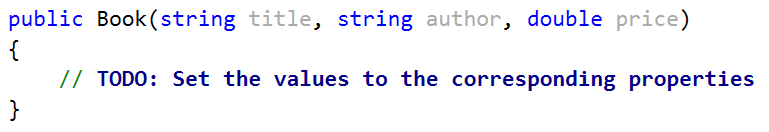 public Book(string title, string author, double price)
{
    // TODO: Set the values to the corresponding properties
}